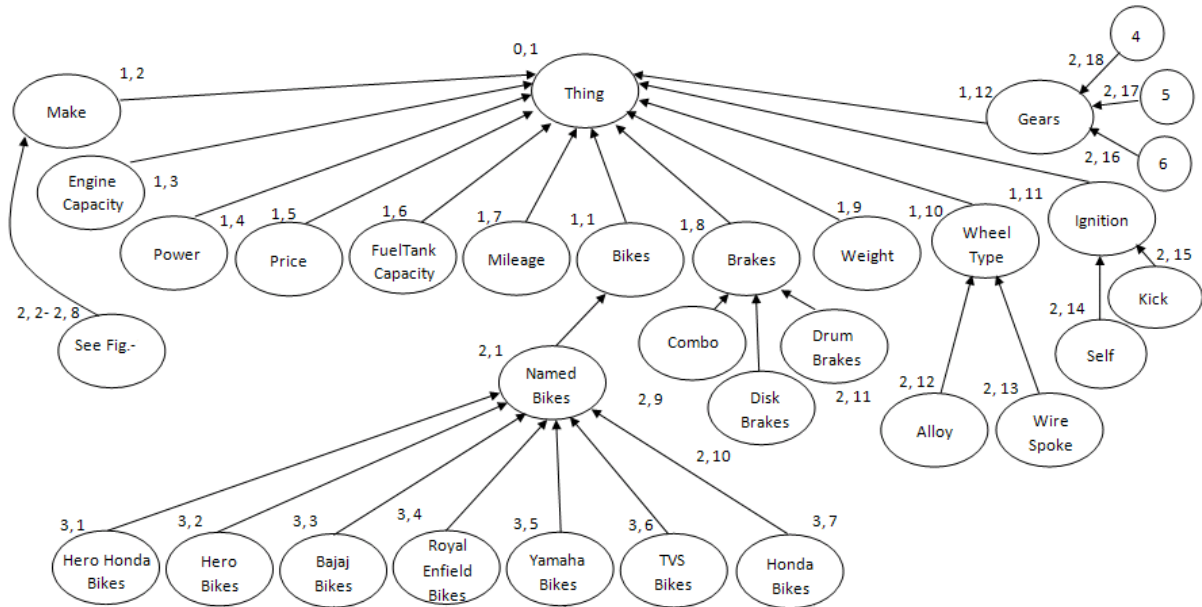 4
0, 1
2, 18
1, 2
Make
Thing
1, 12
2, 17
5
Gears
2, 16
6
Engine
Capacity
1, 3
Power
1, 4
Price
1, 5
FuelTank
Capacity
1, 6
Mileage
1, 7
Bikes
1, 1
Brakes
1, 8
Weight
1, 9
1, 10
Wheel
Type
1, 11
Ignition
2, 15
Kick
2, 14
Self
2, 2- 2, 8
See Fig.-
Combo
Drum
Brakes
2, 1
Named
Bikes
2, 9
Disk
Brakes
2, 11
2, 12
Alloy
2, 13
Wire
Spoke
2, 10
3, 1
Hero Honda
Bikes
3, 2
Hero
Bikes
3, 3
Bajaj
Bikes
3, 4
Royal
Enfield
Bikes
3, 5
Yamaha
Bikes
3, 6
TVS
Bikes
3, 7
Honda
Bikes